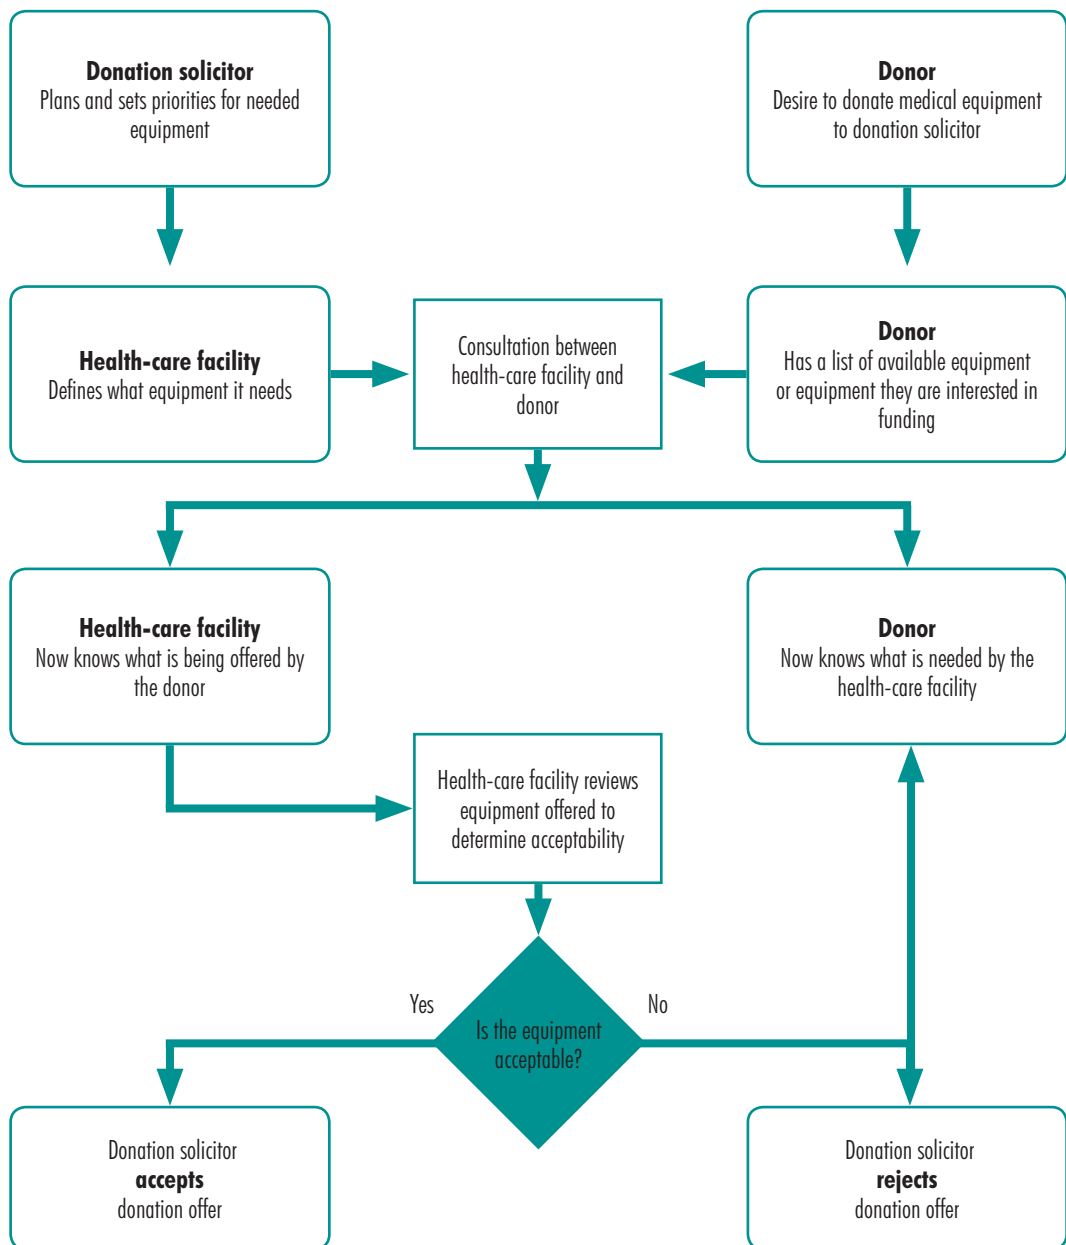 Donation solicitor
Plans and sets priorities for needed
equipment
Donor
Desire to donate medical equipment
to donation solicitor
Health-care facility
Defines what equipment it needs
Consultation between
health-care facility and
donor
Donor
Has a list of available equipment
or equipment they are interested in
funding
Health-care facility
Now knows what is being offered by
the donor
Donor
Now knows what is needed by the
health-care facility
Health-care facility reviews
equipment offered to
determine acceptability
Yes
No
Is the equipment
acceptable?
Donation solicitor
accepts
donation offer
Donation solicitor
rejects
donation offer